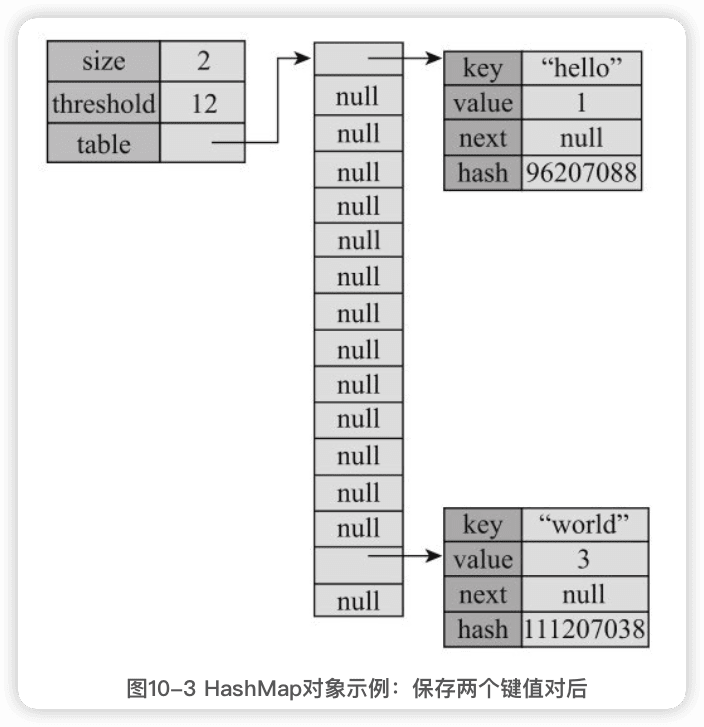 size 2
threshold 12
table
null
null
null
null
null
null
null
null
null
null
null
null
null
null
key “hello”
value 1
next null
hash 96207088
key “world”
value 3
next null
hash 111207038
图10-3 HashMap对象示例：保存两个键值对后